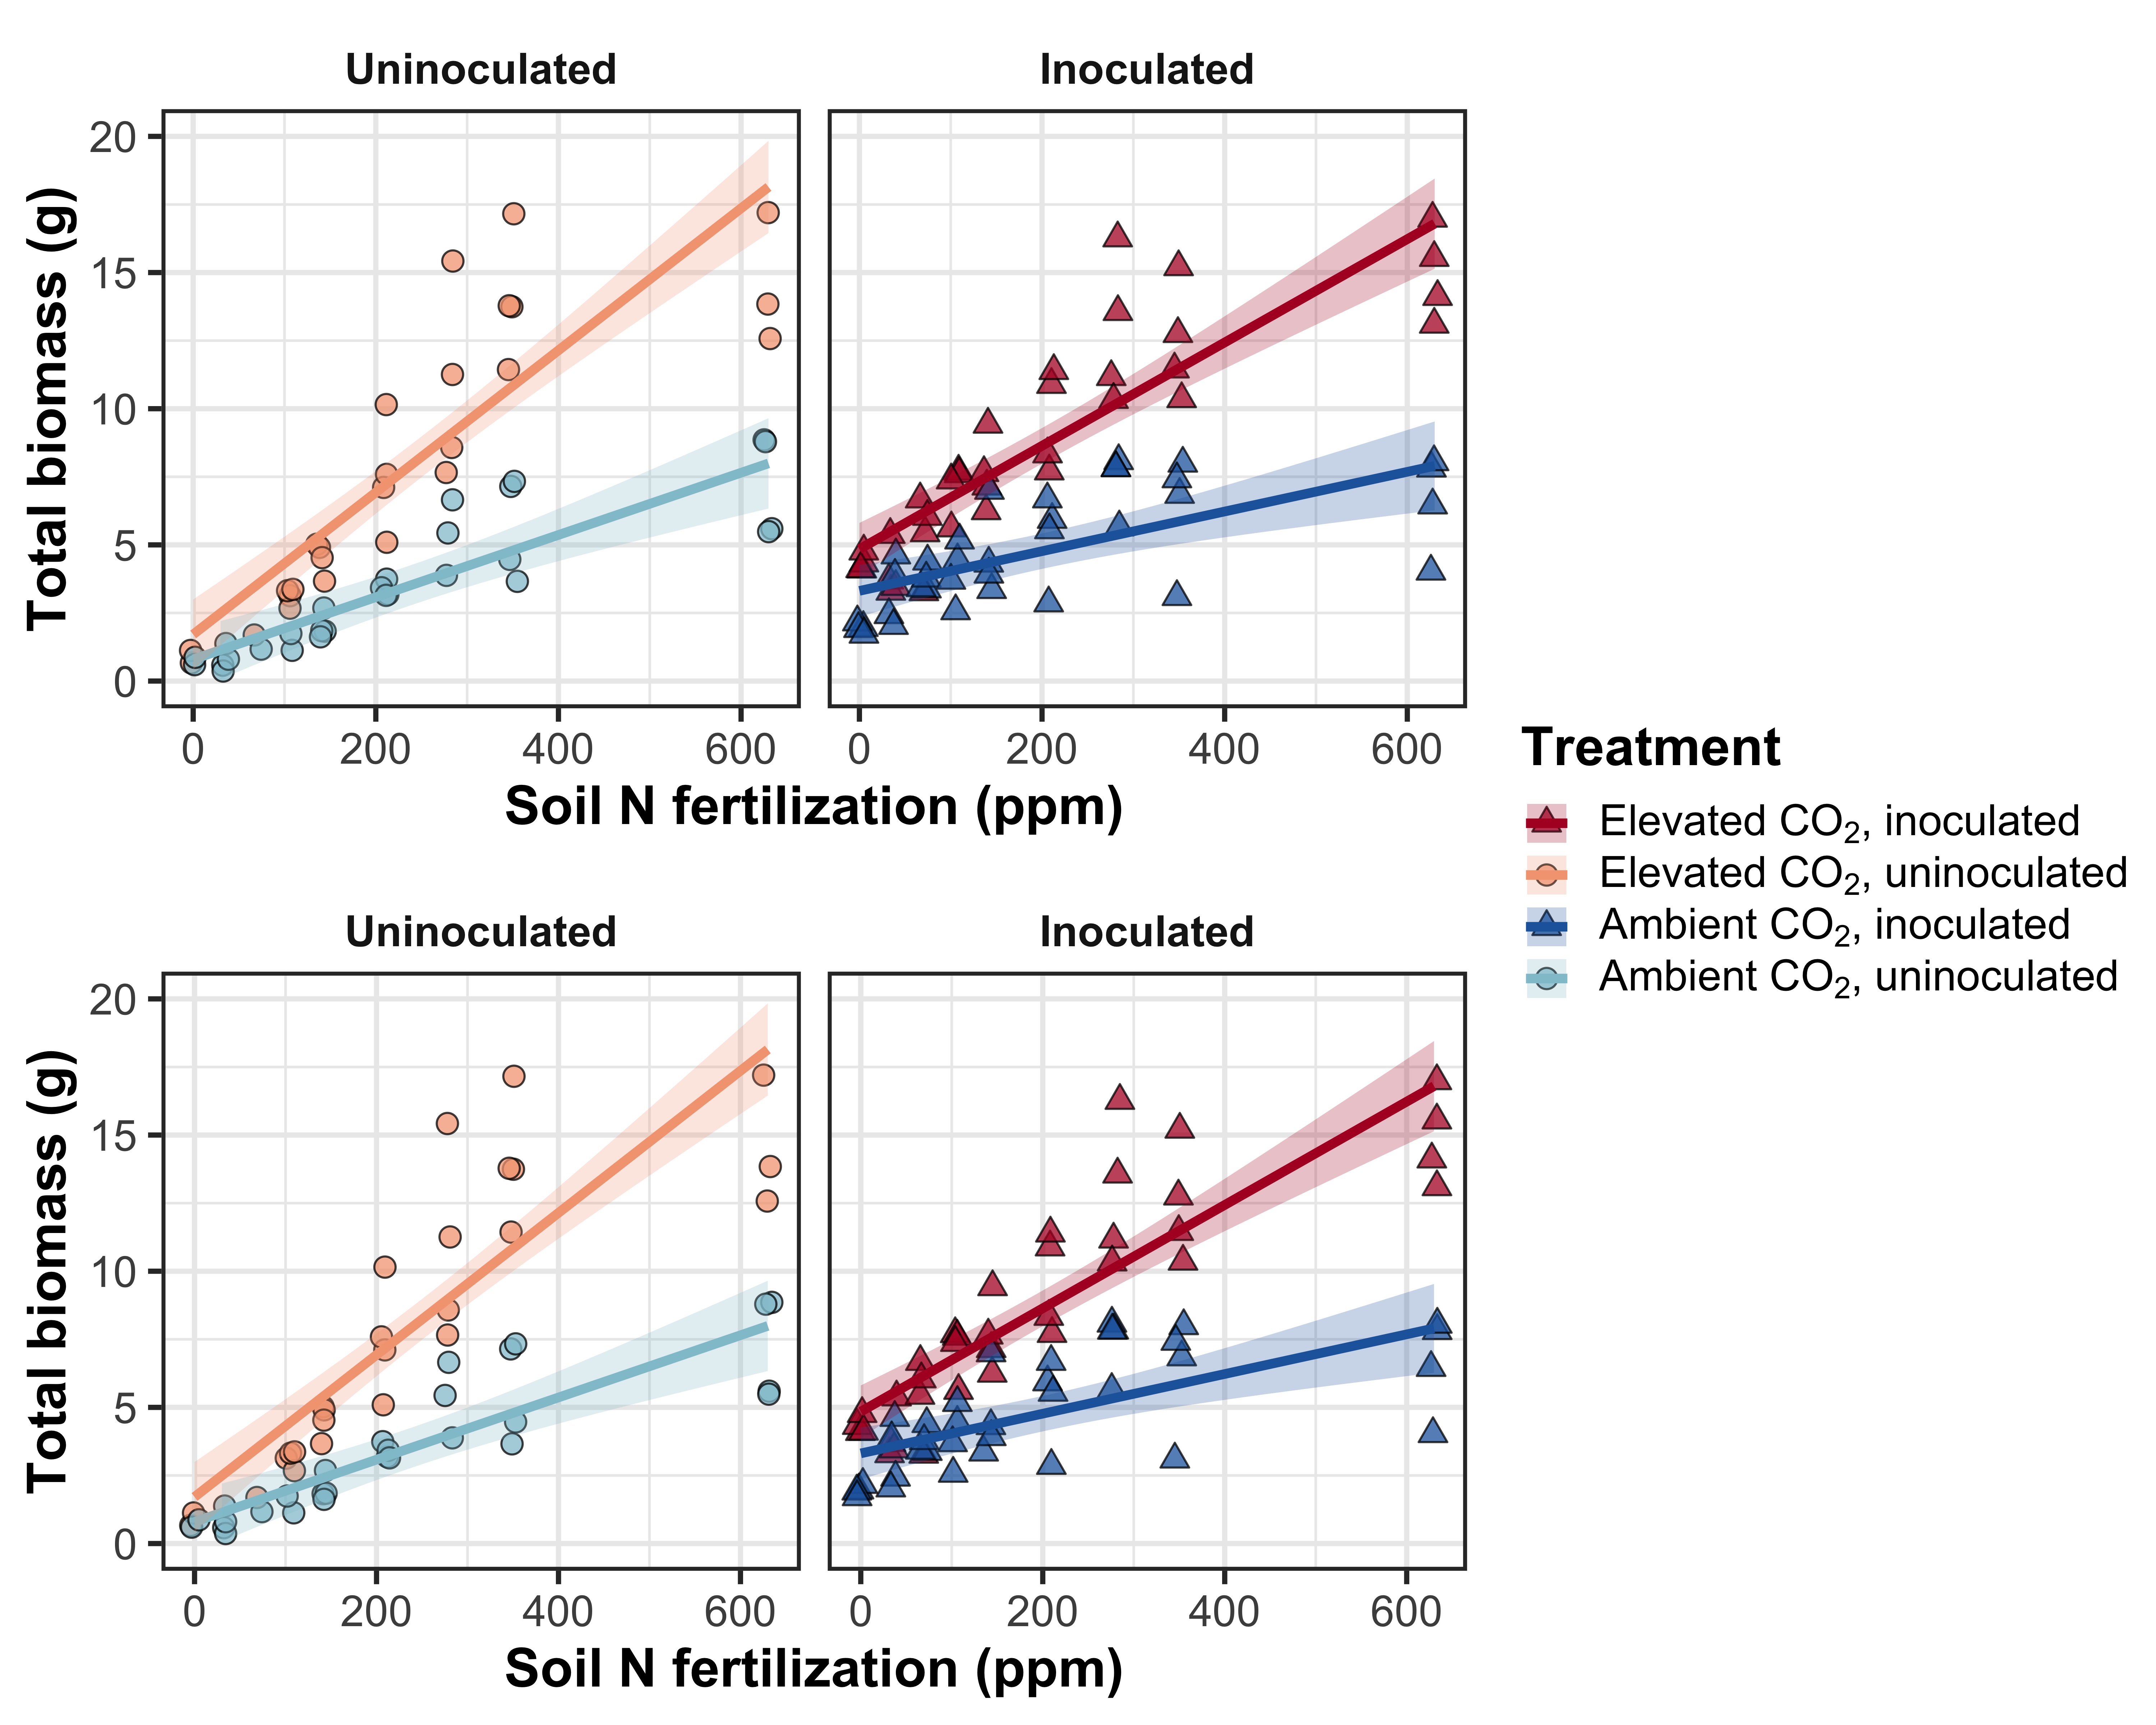 Uninoculated Inoculated
Total biomass (g)
20
15
10
5
0
0 200 400 600 0 200 400 600
Soil N fertilization (ppm)
Treatment
Elevated CO₂, inoculated
Elevated CO₂, uninoculated
Ambient CO₂, inoculated
Ambient CO₂, uninoculated
Uninoculated Inoculated
Total biomass (g)
20
15
10
5
0
0 200 400 600 0 200 400 600
Soil N fertilization (ppm)